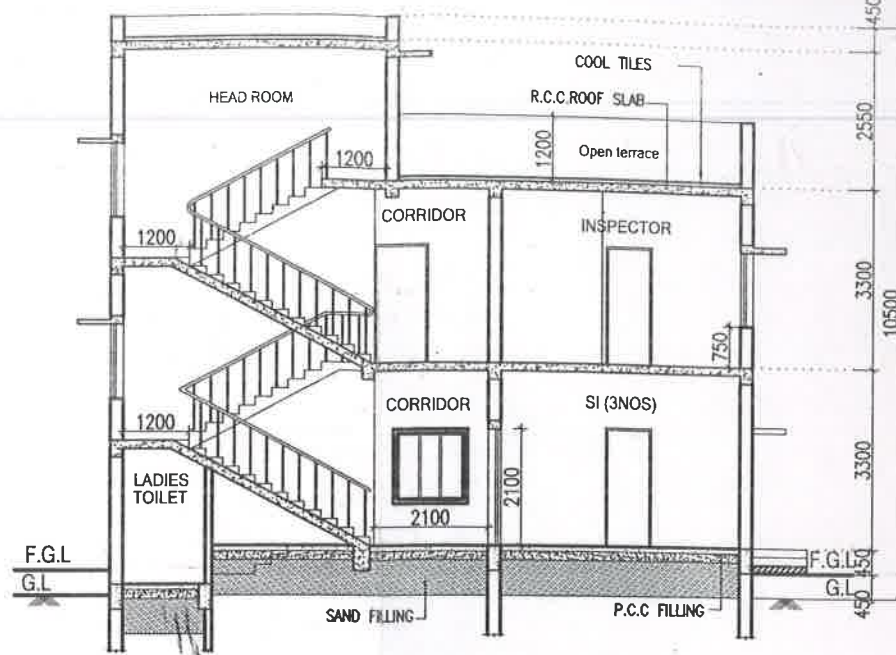 450
COOL TILES
HEAD ROOM
R.C.C.ROOF SLAB
2550
1200
Open terrace
1200
CORRIDOR
INSPECTOR
1200
3300
10500
750
CORRIDOR
SI (3NOS)
1200
LADIES
TOILET
2100
3300
2100
F.G.L
F.G.L
450
G.L
G.L
SAND FILLING
P.C.C FILLING
450